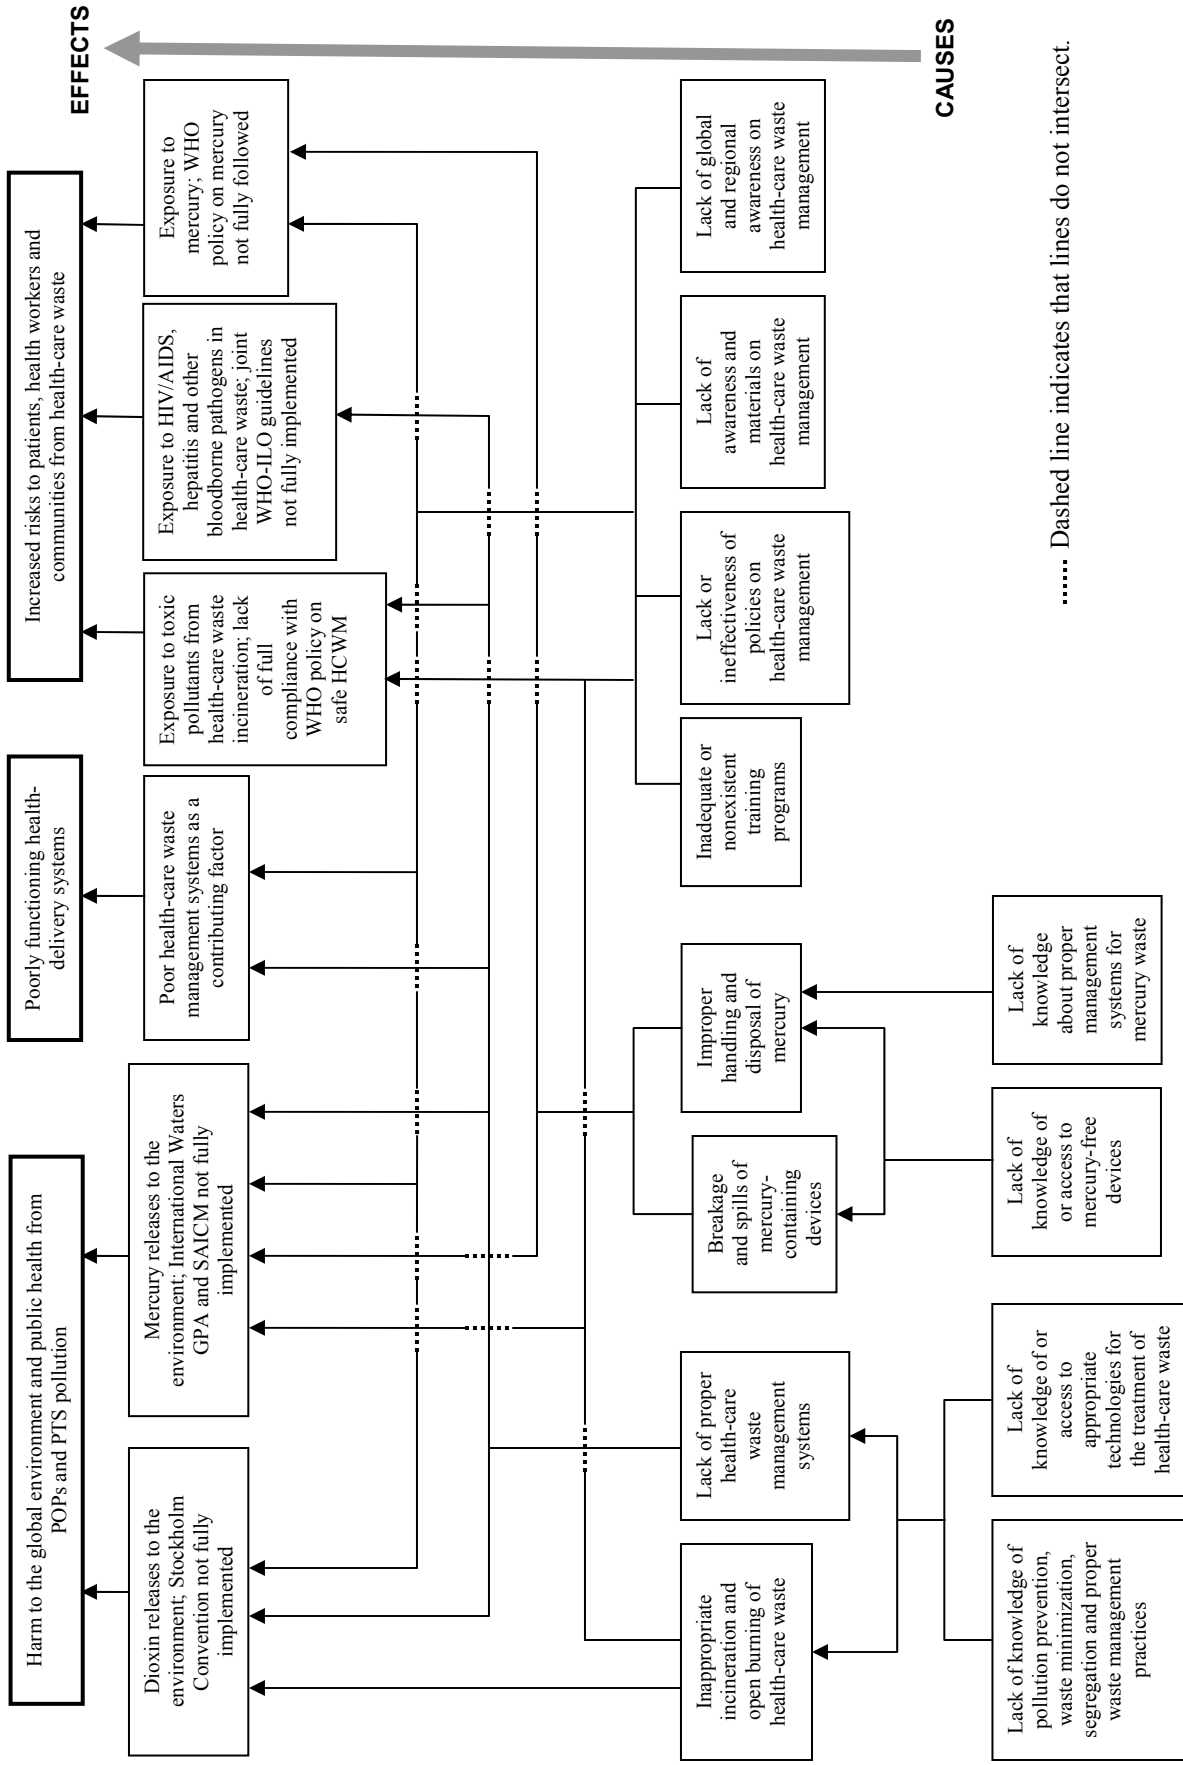 Harm to the global environment and public health from
POPs and PTS pollution
Poorly functioning health-
delivery systems
Increased risks to patients, health workers and
communities from health-care waste
EFFECTS
Dioxin releases to the
environment; Stockholm
Convention not fully
implemented
Mercury releases to the
environment; International Waters
GPA and SAICM not fully
implemented
Poor health-care waste
management systems as a
contributing factor
Exposure to toxic
pollutants from
health-care waste
incineration; lack
of full
compliance with
WHO policy on
safe HCWM
Exposure to HIV/AIDS,
hepatitis and other
bloodborne pathogens in
health-care waste; joint
WHO-ILO guidelines
not fully implemented
Exposure to
mercury; WHO
policy on mercury
not fully followed
Inappropriate
incineration and
open burning of
health-care waste
Lack of proper
health-care
waste
management
systems
Breakage
and spills of
mercury-
containing
devices
Improper
handling and
disposal of
mercury
Inadequate or
nonexistent
training
programs
Lack or
ineffectiveness of
policies on
health-care waste
management
Lack of
awareness and
materials on
health-care waste
management
Lack of global
and regional
awareness on
health-care waste
management
CAUSES
Lack of knowledge of
pollution prevention,
waste minimization,
segregation and proper
waste management
practices
Lack of
knowledge of or
access to
appropriate
technologies for
the treatment of
health-care waste
Lack of
knowledge of
or access to
mercury-free
devices
Lack of
knowledge
about proper
management
systems for
mercury waste
Dashed line indicates that lines do not intersect.